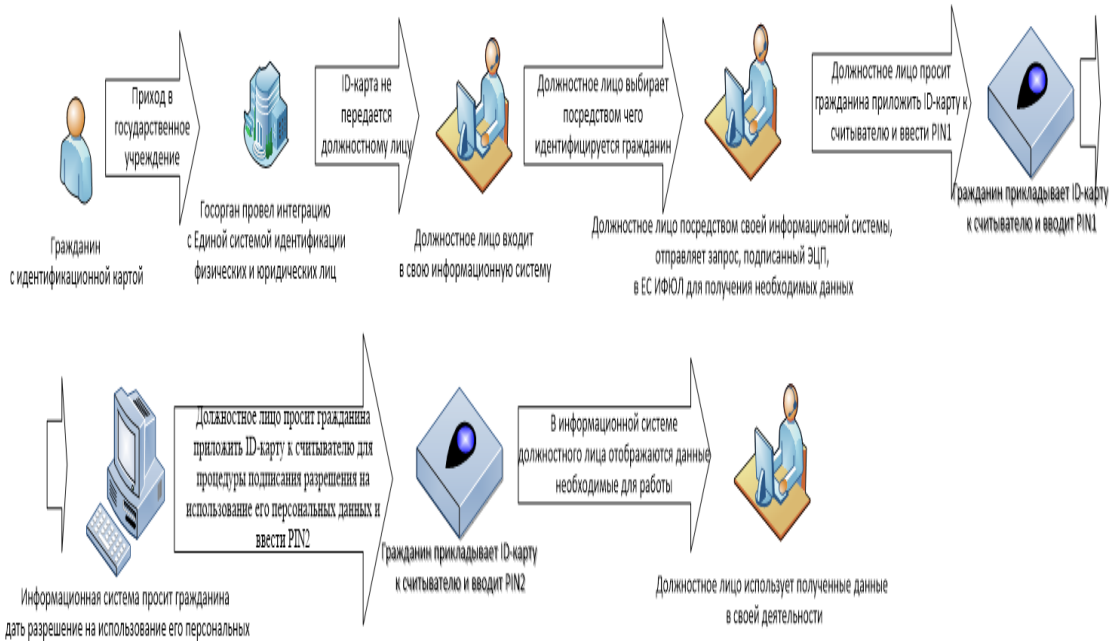 Приход в
государственное
учреждение
Гражданин
с идентификационной картой
Госорган провел интеграцию
с Единой системой идентификации
физических и юридических лиц
ID-карта не
передается
должностному лицу
Должностное лицо входит
в свою информационную систему
Должностное лицо выбирает
посредством чего
идентифицируется гражданин
Должностное лицо посредством своей информационной системы,
отправляет запрос, подписанный ЭЦП,
в ЕС ИФЮЛ для получения необходимых данных
Должностное лицо просит
гражданина приложить ID-карту к
считывателю и ввести PIN1
Гражданин прикладывает ID-карту
к считывателю и вводит PIN1
Информационная система просит гражданина
дать разрешение на использование его персональных
Должностное лицо просит гражданина
приложить ID-карту к считывателю для
процедуры подписания разрешения на
использование его персональных данных и
ввести PIN2
Гражданин прикладывает ID-карту
к считывателю и вводит PIN2
В информационной системе
должностного лица отображаются данные
необходимые для работы
Должностное лицо использует полученные данные
в своей деятельности